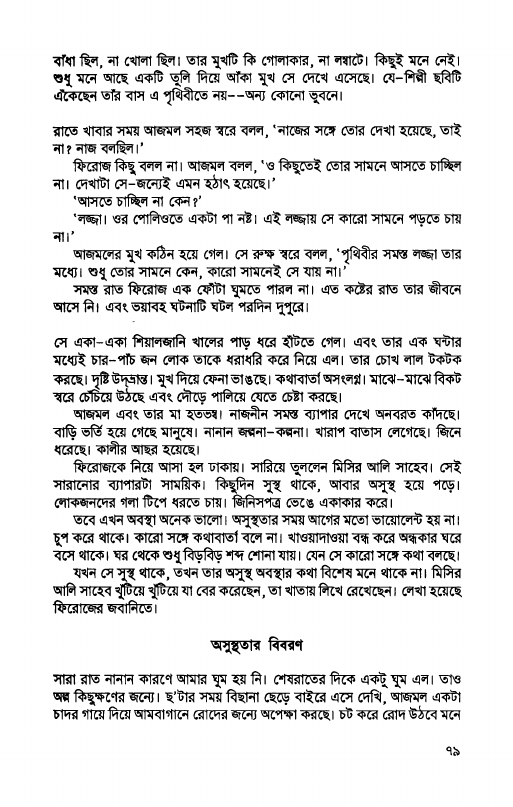 বাঁধা ছিল, না খোলা ছিল। তার মুখটি কি গোলাকার, না লম্বাটে। কিছুই মনে নেই।
শুধু মনে আছে একটি তুলি দিয়ে আঁকা মুখ সে দেখে এসেছে। যে-শিল্পী ছবিটি
এঁকেছেন তাঁর বাস এ পৃথিবীতে নয়--অন্য কোনো ভুবনে।
রাতে খাবার সময় আজমল সহজ স্বরে বলল, ‘নাজের সঙ্গে তোর দেখা হয়েছে, তাই
না? নাজ বলছিল।’
ফিরোজ কিছু বলল না। আজমল বলল, ‘ও কিছুতেই তোর সামনে আসতে চাচ্ছিল
না। দেখাটা সে-জন্যেই এমন হঠাৎ হয়েছে।’
‘আসতে চাচ্ছিল না কেন?’
‘লজ্জা। ওর পোলিওতে একটা পা নষ্ট। এই লজ্জায় সে কারো সামনে পড়তে চায়
না।’
আজমলের মুখ কঠিন হয়ে গেল। সে রুক্ষ স্বরে বলল, ‘পৃথিবীর সমস্ত লজ্জা তার
মধ্যে। শুধু তোর সামনে কেন, কারো সামনেই সে যায় না।’
সমস্ত রাত ফিরোজ এক ফোঁটা ঘুমতে পারল না। এত কষ্টের রাত তার জীবনে
আসে নি। এবং ভয়াবহ ঘটনাটি ঘটল পরদিন দুপুরে।
সে একা-একা শিয়ালজানি খালের পাড় ধরে হাঁটতে গেল। এবং তার এক ঘন্টার
মধ্যেই চার-পাঁচ জন লোক তাকে ধরাধরি করে নিয়ে এল। তার চোখ লাল টকটক
করছে। দৃষ্টি উদ্‌ভ্রান্ত। মুখ দিয়ে ফেনা ভাঙছে। কথাবার্তা অসংলগ্ন। মাঝে-মাঝে বিকট
স্বরে চেঁচিয়ে উঠছে এবং দৌড়ে পালিয়ে যেতে চেষ্টা করছে।
আজমল এবং তার মা হতভম্ব। নাজনীন সমস্ত ব্যাপার দেখে অনবরত কাঁদছে।
বাড়ি ভর্তি হয়ে গেছে মানুষে। নানান জল্পনা-কল্পনা। খারাপ বাতাস লেগেছে। জিনে
ধরেছে। কালীর আছর হয়েছে।
ফিরোজকে নিয়ে আসা হল ঢাকায়। সারিয়ে তুললেন মিসির আলি সাহেব। সেই
সারানোর ব্যাপারটা সাময়িক। কিছুদিন সুস্থ থাকে, আবার অসুস্থ হয়ে পড়ে।
লোকজনদের গলা টিপে ধরতে চায়। জিনিসপত্র ভেঙে একাকার করে।
তবে এখন অবস্থা অনেক ভালো। অসুস্থতার সময় আগের মতো ভায়োলেন্ট হয় না।
চুপ করে থাকে। কারো সঙ্গে কথাবার্তা বলে না। খাওয়াদাওয়া বন্ধ করে অন্ধকার ঘরে
বসে থাকে। ঘর থেকে শুধু বিড়বিড় শব্দ শোনা যায়। যেন সে কারো সঙ্গে কথা বলছে।
যখন সে সুস্থ থাকে, তখন তার অসুস্থ অবস্থার কথা বিশেষ মনে থাকে না। মিসির
আলি সাহেব খুঁটিয়ে খুঁটিয়ে যা বের করেছেন, তা খাতায় লিখে রেখেছেন। লেখা হয়েছে
ফিরোজের জবানিতে।
অসুস্থতার বিবরণ
সারা রাত নানান কারণে আমার ঘুম হয় নি। শেষরাতের দিকে একটু ঘুম এল। তাও
অল্প কিছুক্ষণের জন্যে। ছ’টার সময় বিছানা ছেড়ে বাইরে এসে দেখি, আজমল একটা
চাদর গায়ে দিয়ে আমবাগানে রোদের জন্যে অপেক্ষা করছে। চট করে রোদ উঠবে মনে
৭৯